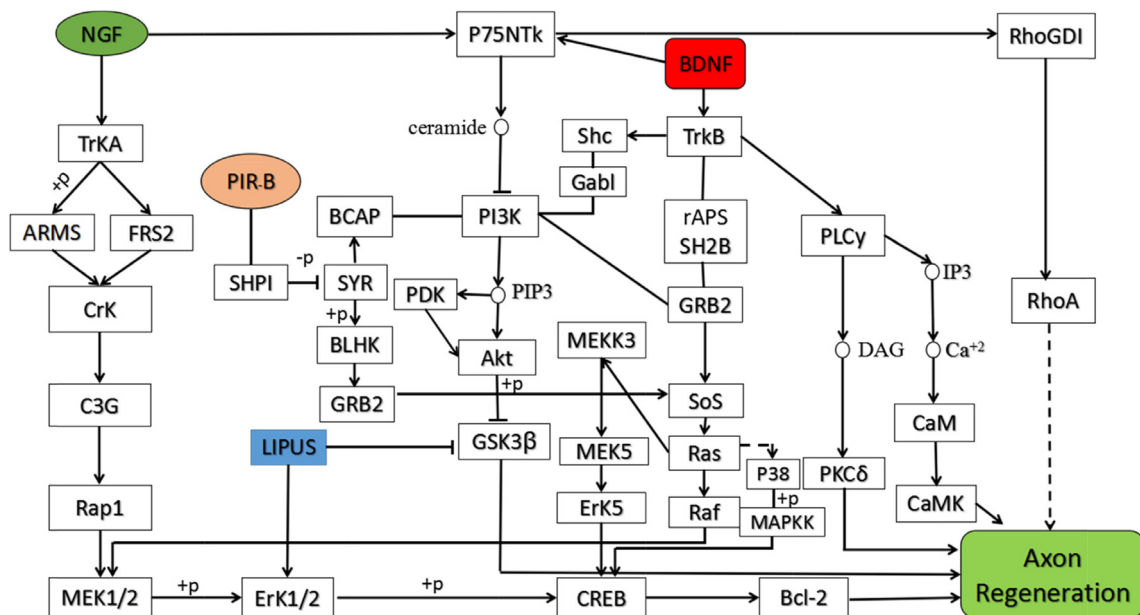 NGF
P75NTk
RhoGDI
BDNF
ceramide
Shc
TrkB
TrKA
+p
PIR-B
Gabl
ARMS
FRS2
BCAP
PI3K
rAPS
SH2B
PLCy
-p
SHPI
SYR
PDK
PIP3
IP3
CrK
GRB2
RhoA
+p
BLHK
MEKK3
Akt
DAG
Ca+2
+p
C3G
GRB2
SoS
CaM
LIPUS
GSK3β
MEK5
Ras
P38
PKCδ
Rap1
ErK5
Raf
+p
MAPKK
CaMK
Axon
Regeneration
MEK1/2
+p
ErK1/2
+p
CREB
Bcl-2